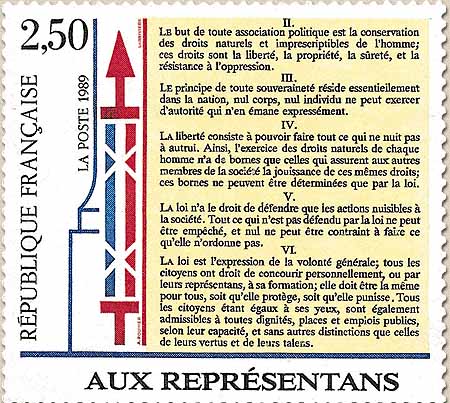 2,50
RÉPUBLIQUE FRANÇAISE
LA POSTE 1989
II.
LE but de toute association politique est la conservation
des droits naturels et imprescriptibles de l'homme;
ces droits sont la liberté, la propriété, la sûreté, et la
résistance à l'oppression.
III.
LE principe de toute souveraineté réside essentiellement
dans la nation, nul corps, nul individu ne peut exercer
d'autorité qui n'en émane expressément.
IV.
LA liberté consiste à pouvoir faire tout ce qui ne nuit pas
à autrui. Ainsi, l'exercice des droits naturels de chaque
homme n'a de bornes que celles qui assurent aux autres
membres de la société la jouissance de ces mêmes droits;
ces bornes ne peuvent être déterminées que par la loi.
V.
LA loi n'a le droit de défendre que les actions nuisibles à
la société. Tout ce qui n'est pas défendu par la loi ne peut
être empêché, et nul ne peut être contraint à faire ce
qu'elle n'ordonne pas.
VI.
LA loi est l'expression de la volonté générale; tous les
citoyens ont droit de concourir personnellement, ou par
leurs représentans, à sa formation; elle doit être la même
pour tous, soit qu'elle protège, soit qu'elle punisse. Tous
les citoyens étant égaux à ses yeux, sont également
admissibles à toutes dignités, places et emplois publics,
selon leur capacité, et sans autres distinctions que celles
de leurs vertus et de leurs talens.
AUX REPRÉSENTANS